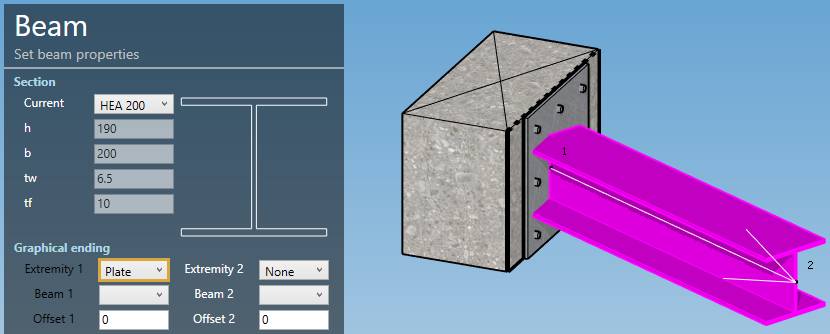 Beam
Set beam properties
Section
Current HEA 200
h 190
b 200
tw 6.5
tf 10
Graphical ending
Extremity 1 Plate Extremity 2 None
Beam 1 Beam 2
Offset 1 0 Offset 2 0
1
2